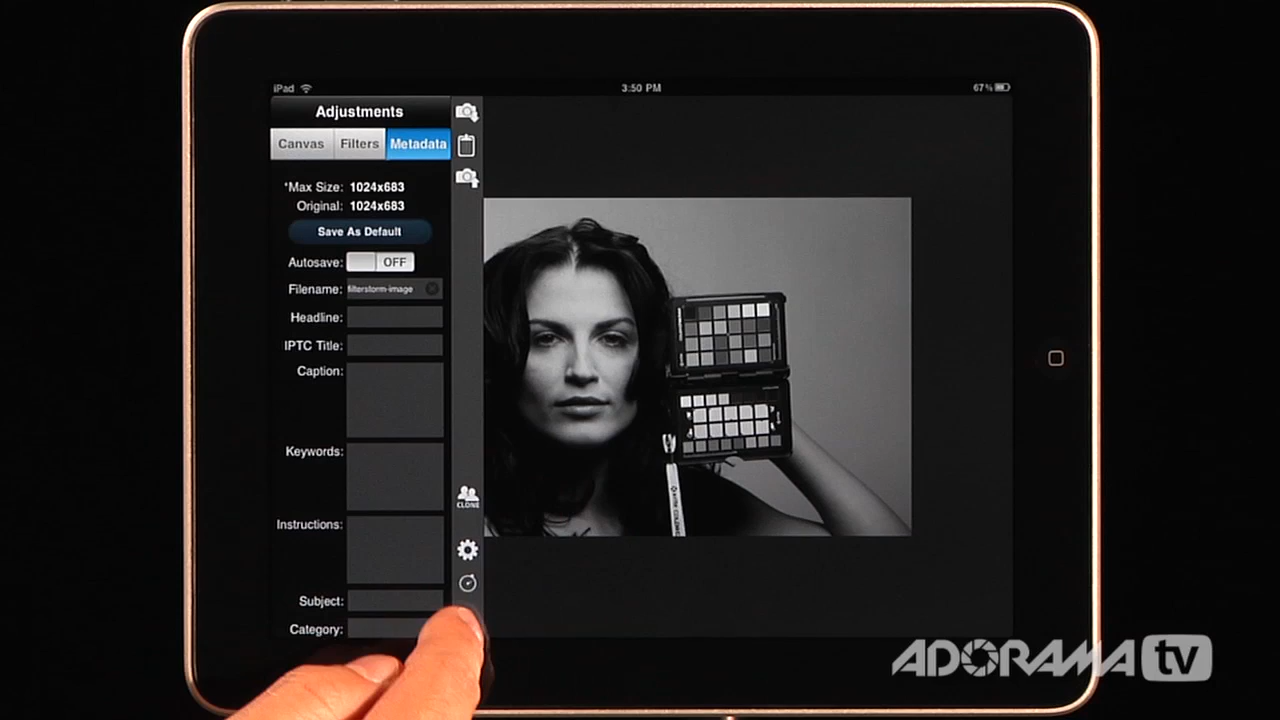 iPad 3:50 PM 67%
Adjustments
Canvas Filters Metadata
*Max Size: 1024x683
Original: 1024x683
Save As Default
Autosave: OFF
Filename: filterstorm-image
Headline:
IPTC Title:
Caption:
Keywords:
CLONE
Instructions:
Subject:
Category:
ADORAMA tv